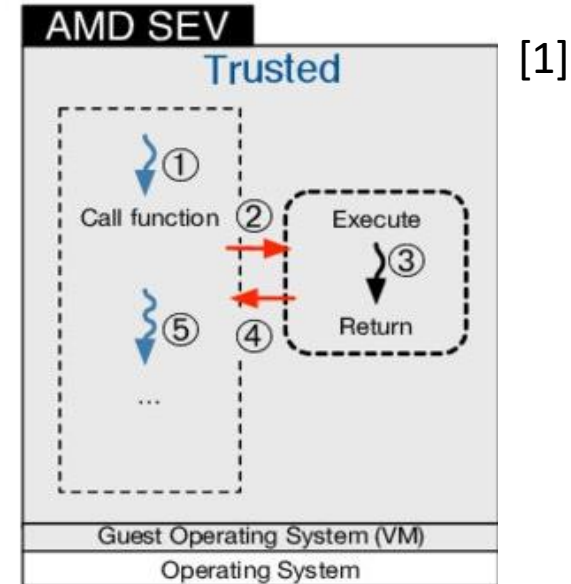 AMD SEV
[1]
Trusted
①
Call function
②
Execute
③
Return
④
⑤
...
Guest Operating System (VM)
Operating System